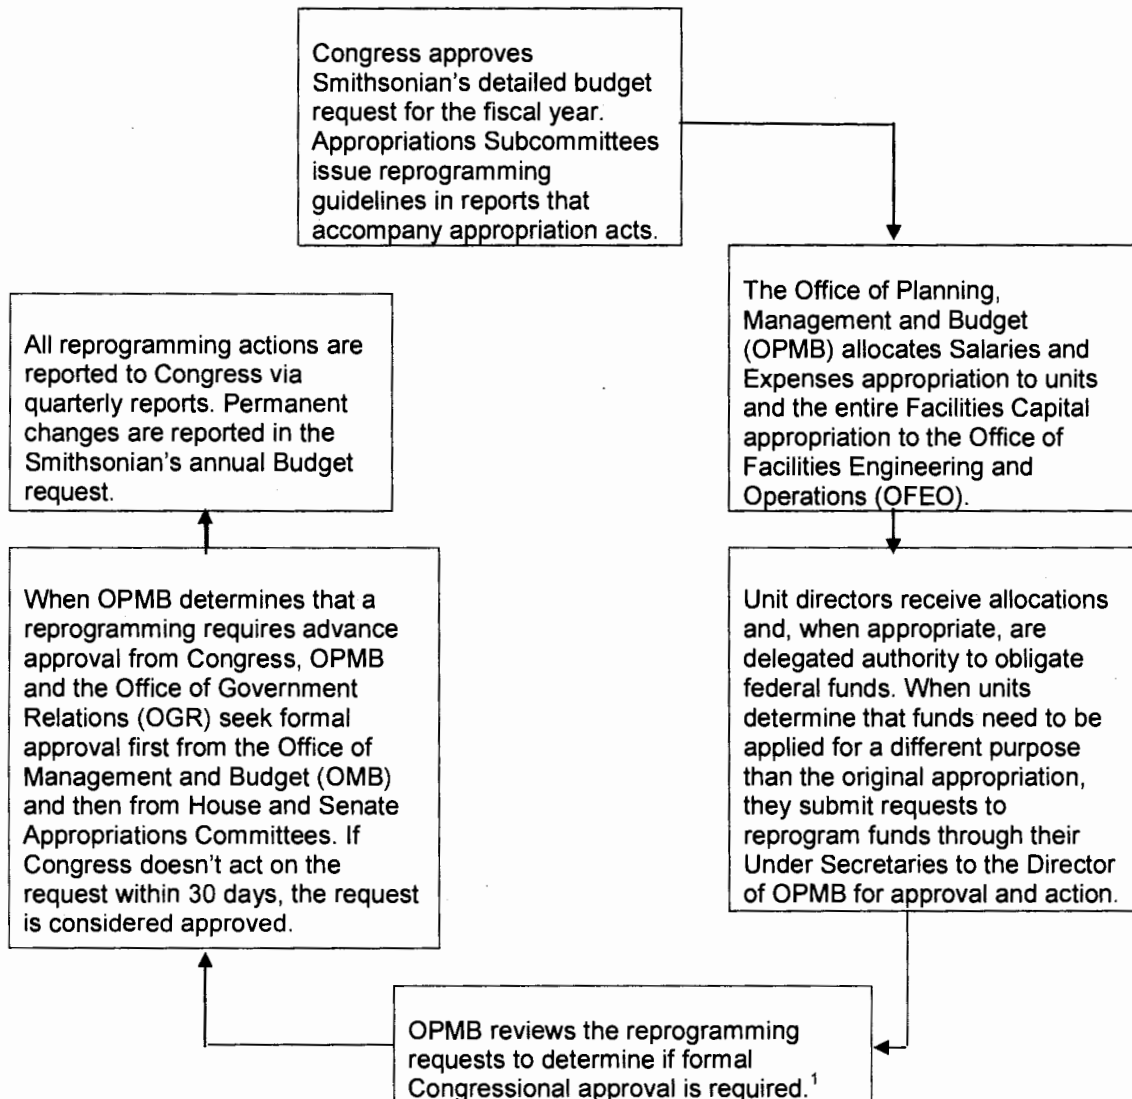 Congress approves
Smithsonian's detailed budget
request for the fiscal year.
Appropriations Subcommittees
issue reprogramming
guidelines in reports that
accompany appropriation acts.
The Office of Planning,
Management and Budget
(OPMB) allocates Salaries and
Expenses appropriation to units
and the entire Facilities Capital
appropriation to the Office of
Facilities Engineering and
Operations (OFEO).
Unit directors receive allocations
and, when appropriate, are
delegated authority to obligate
federal funds. When units
determine that funds need to be
applied for a different purpose
than the original appropriation,
they submit requests to
reprogram funds through their
Under Secretaries to the Director
of OPMB for approval and action.
OPMB reviews the reprogramming
requests to determine if formal
Congressional approval is required.¹
When OPMB determines that a
reprogramming requires advance
approval from Congress, OPMB
and the Office of Government
Relations (OGR) seek formal
approval first from the Office of
Management and Budget (OMB)
and then from House and Senate
Appropriations Committees. If
Congress doesn't act on the
request within 30 days, the request
is considered approved.
All reprogramming actions are
reported to Congress via
quarterly reports. Permanent
changes are reported in the
Smithsonian's annual Budget
request.